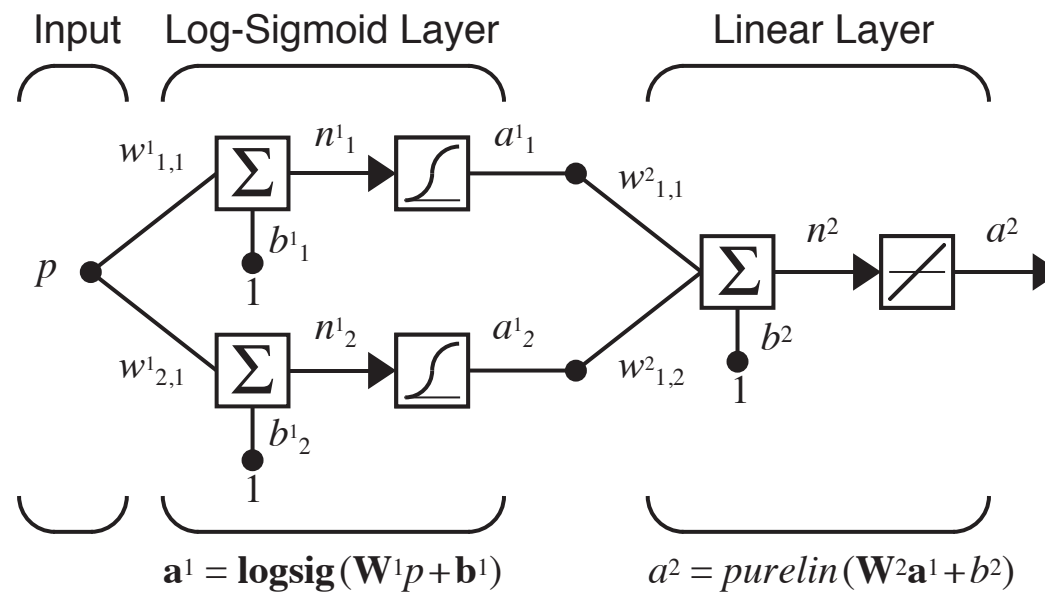 Input Log-Sigmoid Layer Linear Layer
w¹₁,₁ n¹₁ a¹₁ w²₁,₁
Σ
b¹₁
1
p
n² a²
Σ
b²
1
w¹₂,₁ n¹₂ a¹₂ w²₁,₂
Σ
b¹₂
1
a¹ = logsig(W¹p + b¹) a² = purelin(W²a¹ + b²)